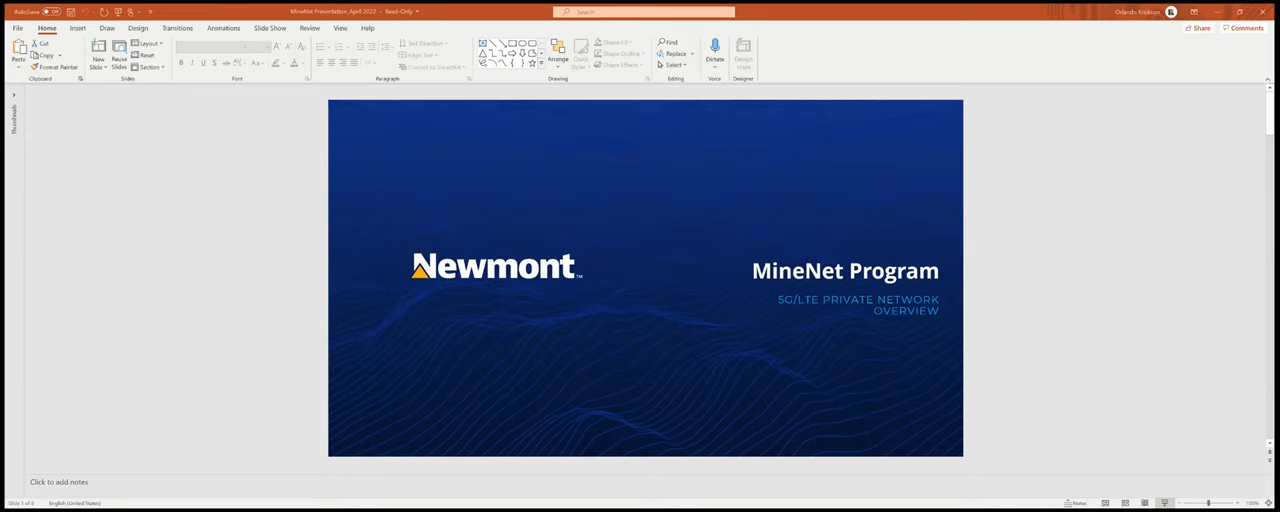 AutoSave Off
MineNet Presentation_April 2022 - Read-Only
Search
Orlando Erickson
File Home Insert Draw Design Transitions Animations Slide Show Review View Help
Share Comments
Paste
Cut
Copy
Format Painter
New Slide
Reuse Slides
Layout
Reset
Section
Text Direction
Align Text
Convert to SmartArt
Arrange
Quick Styles
Shape Fill
Shape Outline
Shape Effects
Find
Replace
Select
Dictate
Design Ideas
Clipboard Slides Font Paragraph Drawing Editing Voice Designer
Thumbnails
Newmont™
MineNet Program
5G/LTE PRIVATE NETWORK
OVERVIEW
Click to add notes
Slide 1 of 8 English (United States) Notes 100%